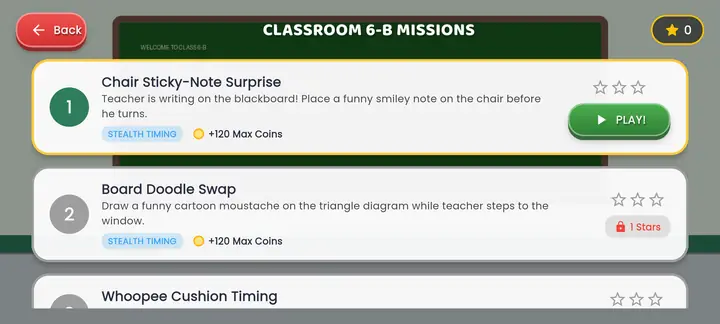 Back
CLASSROOM 6-B MISSIONS
0
WELCOME TO CLASS 6-B
1
Chair Sticky-Note Surprise
Teacher is writing on the blackboard! Place a funny smiley note on the chair before
he turns.
STEALTH TIMING
+120 Max Coins
PLAY!
2
Board Doodle Swap
Draw a funny cartoon moustache on the triangle diagram while teacher steps to the
window.
STEALTH TIMING
+120 Max Coins
1 Stars
Whoopee Cushion Timing